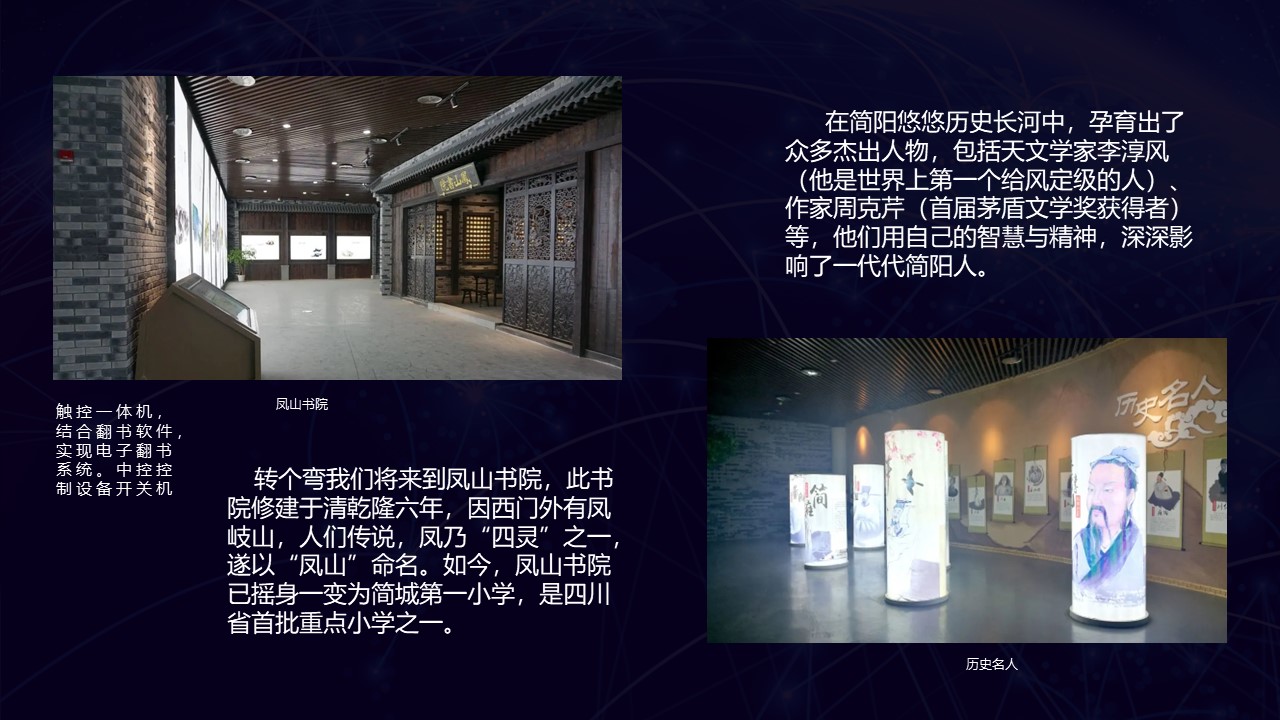 鳳山書院
凤山书院
触控一体机，
结合翻书软件，
实现电子翻书
系统。中控控
制设备开关机
转个弯我们将来到凤山书院，此书
院修建于清乾隆六年，因西门外有凤
岐山，人们传说，凤乃“四灵”之一，
遂以“凤山”命名。如今，凤山书院
已摇身一变为简城第一小学，是四川
省首批重点小学之一。
在简阳悠悠历史长河中，孕育出了
众多杰出人物，包括天文学家李淳风
（他是世界上第一个给风定级的人）、
作家周克芹（首届茅盾文学奖获得者）
等，他们用自己的智慧与精神，深深影
响了一代代简阳人。
历史名人
简
历史名人